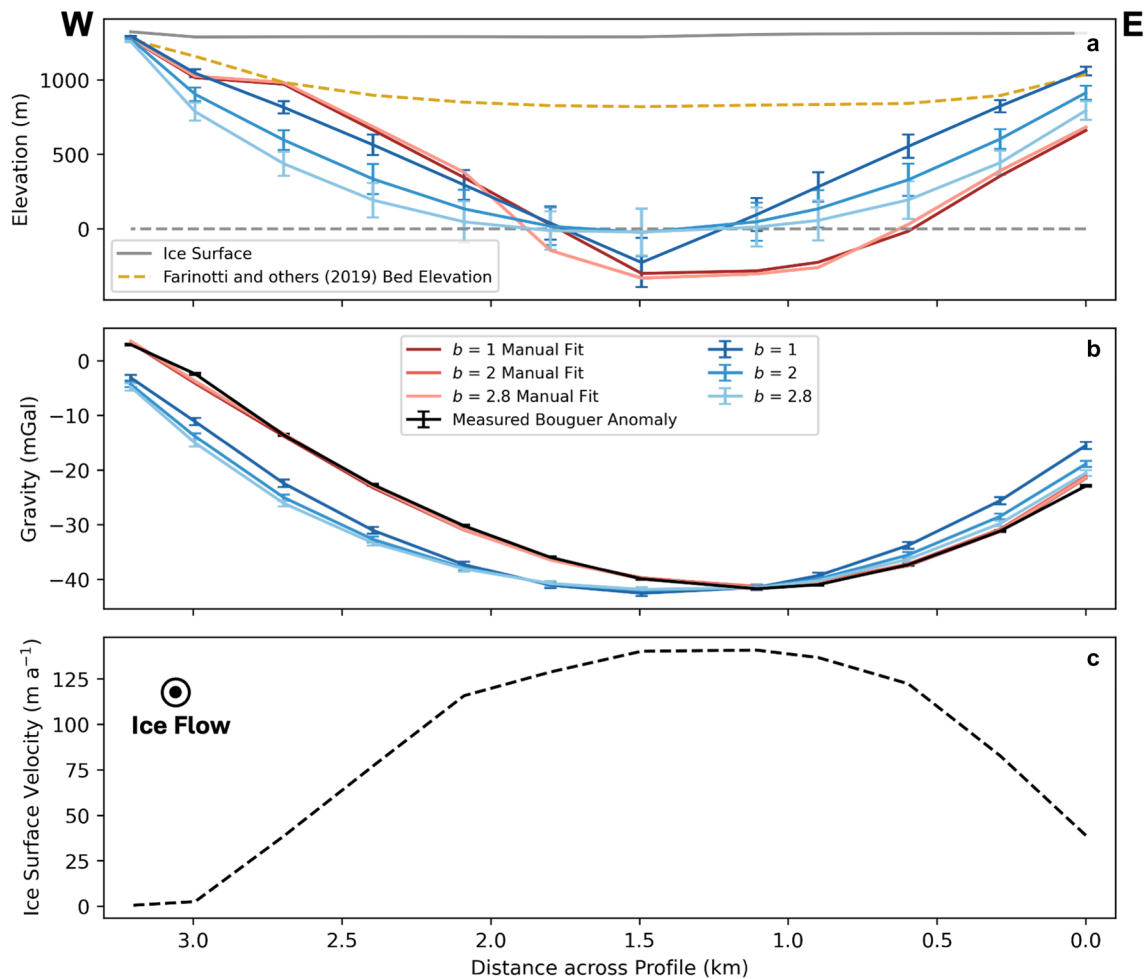 W
E
a
1000
500
0
Elevation (m)
Ice Surface
Farinotti and others (2019) Bed Elevation
b
0
−10
−20
−30
−40
Gravity (mGal)
b = 1 Manual Fit
b = 2 Manual Fit
b = 2.8 Manual Fit
Measured Bouguer Anomaly
b = 1
b = 2
b = 2.8
c
125
100
75
50
25
0
Ice Surface Velocity (m a⁻¹)
Ice Flow
3.0 2.5 2.0 1.5 1.0 0.5 0.0
Distance across Profile (km)